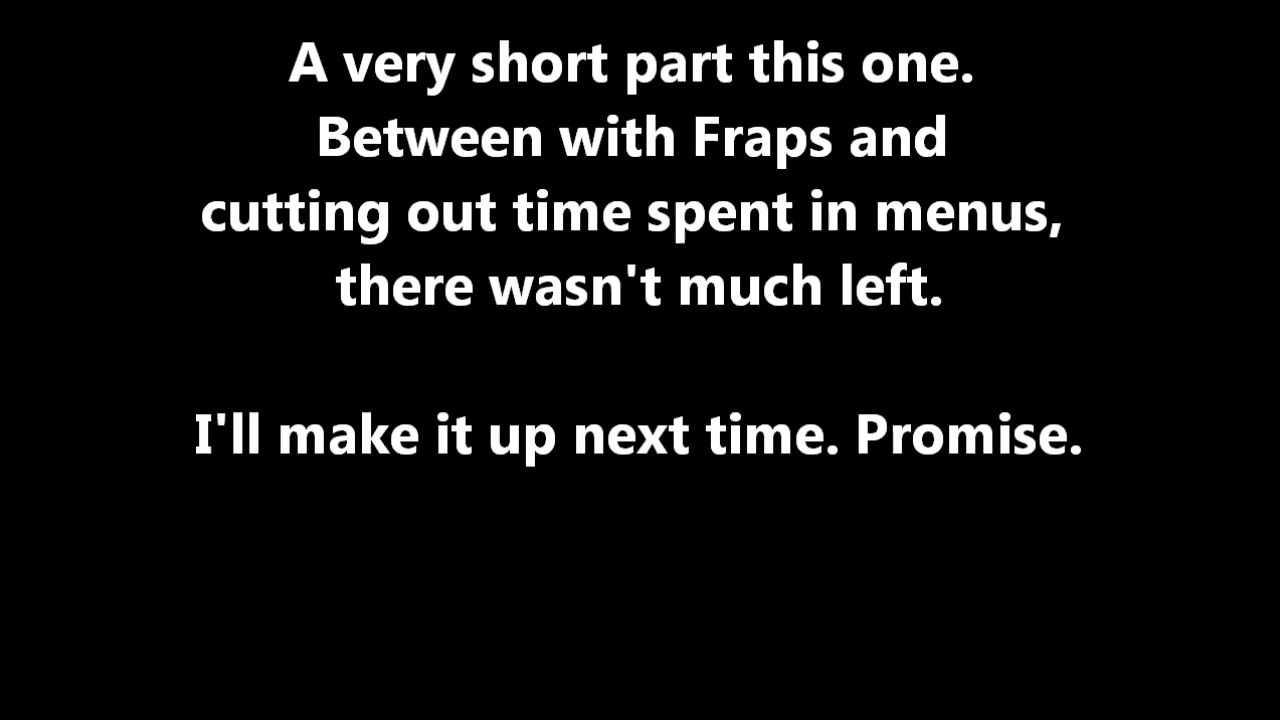 A very short part this one.
Between with Fraps and
cutting out time spent in menus,
there wasn't much left.
I'll make it up next time. Promise.